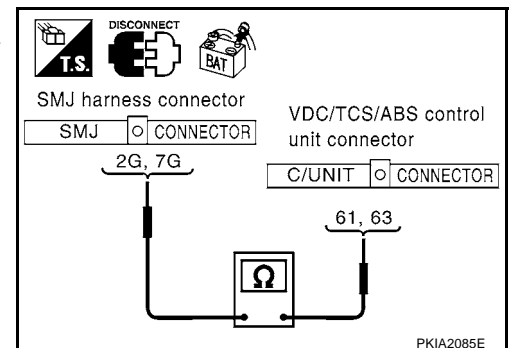 DISCONNECT
T.S.
BAT
SMJ harness connector
SMJ CONNECTOR
2G, 7G
VDC/TCS/ABS control
unit connector
C/UNIT CONNECTOR
61, 63
Ω
PKIA2085E